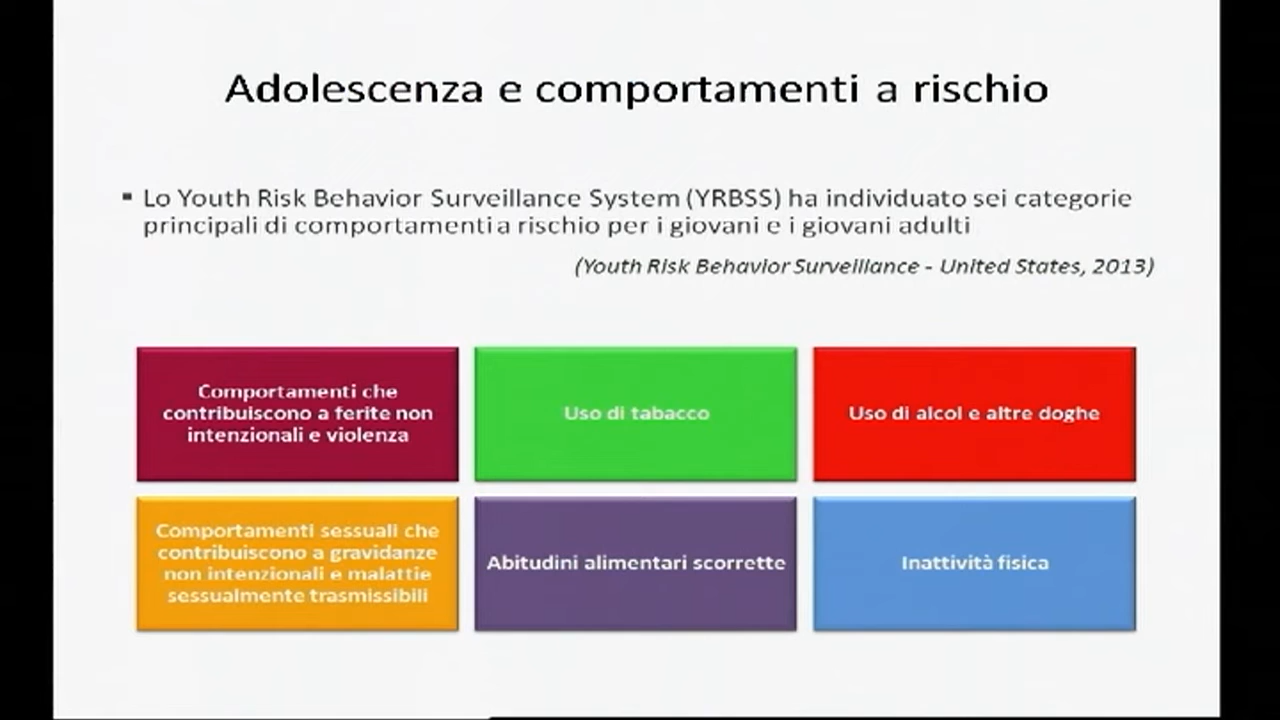 Adolescenza e comportamenti a rischio
▪ Lo Youth Risk Behavior Surveillance System (YRBSS) ha individuato sei categorie
principali di comportamenti a rischio per i giovani e i giovani adulti
(Youth Risk Behavior Surveillance - United States, 2013)
Comportamenti che
contribuiscono a ferite non
intenzionali e violenza
Uso di tabacco
Uso di alcol e altre doghe
Comportamenti sessuali che
contribuiscono a gravidanze
non intenzionali e malattie
sessualmente trasmissibili
Abitudini alimentari scorrette
Inattività fisica